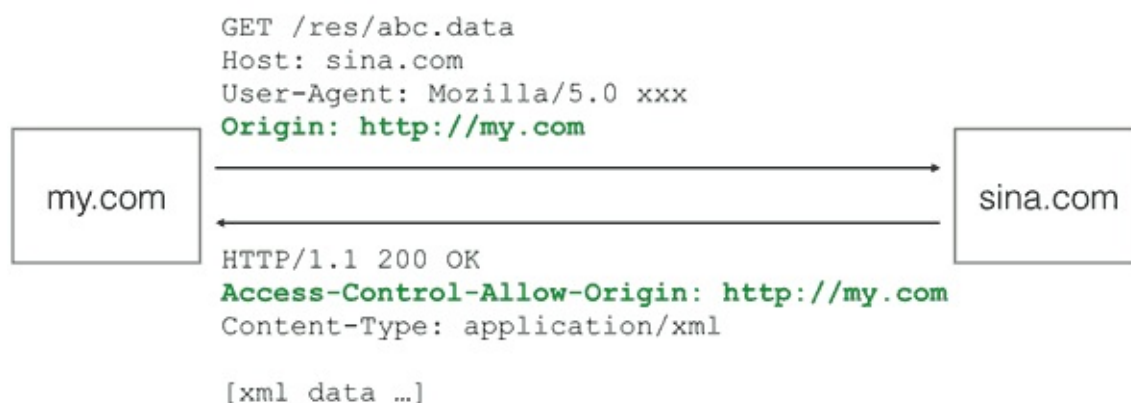 GET /res/abc.data
Host: sina.com
User-Agent: Mozilla/5.0 xxx
Origin: http://my.com
my.com
sina.com
HTTP/1.1 200 OK
Access-Control-Allow-Origin: http://my.com
Content-Type: application/xml
[xml data …]